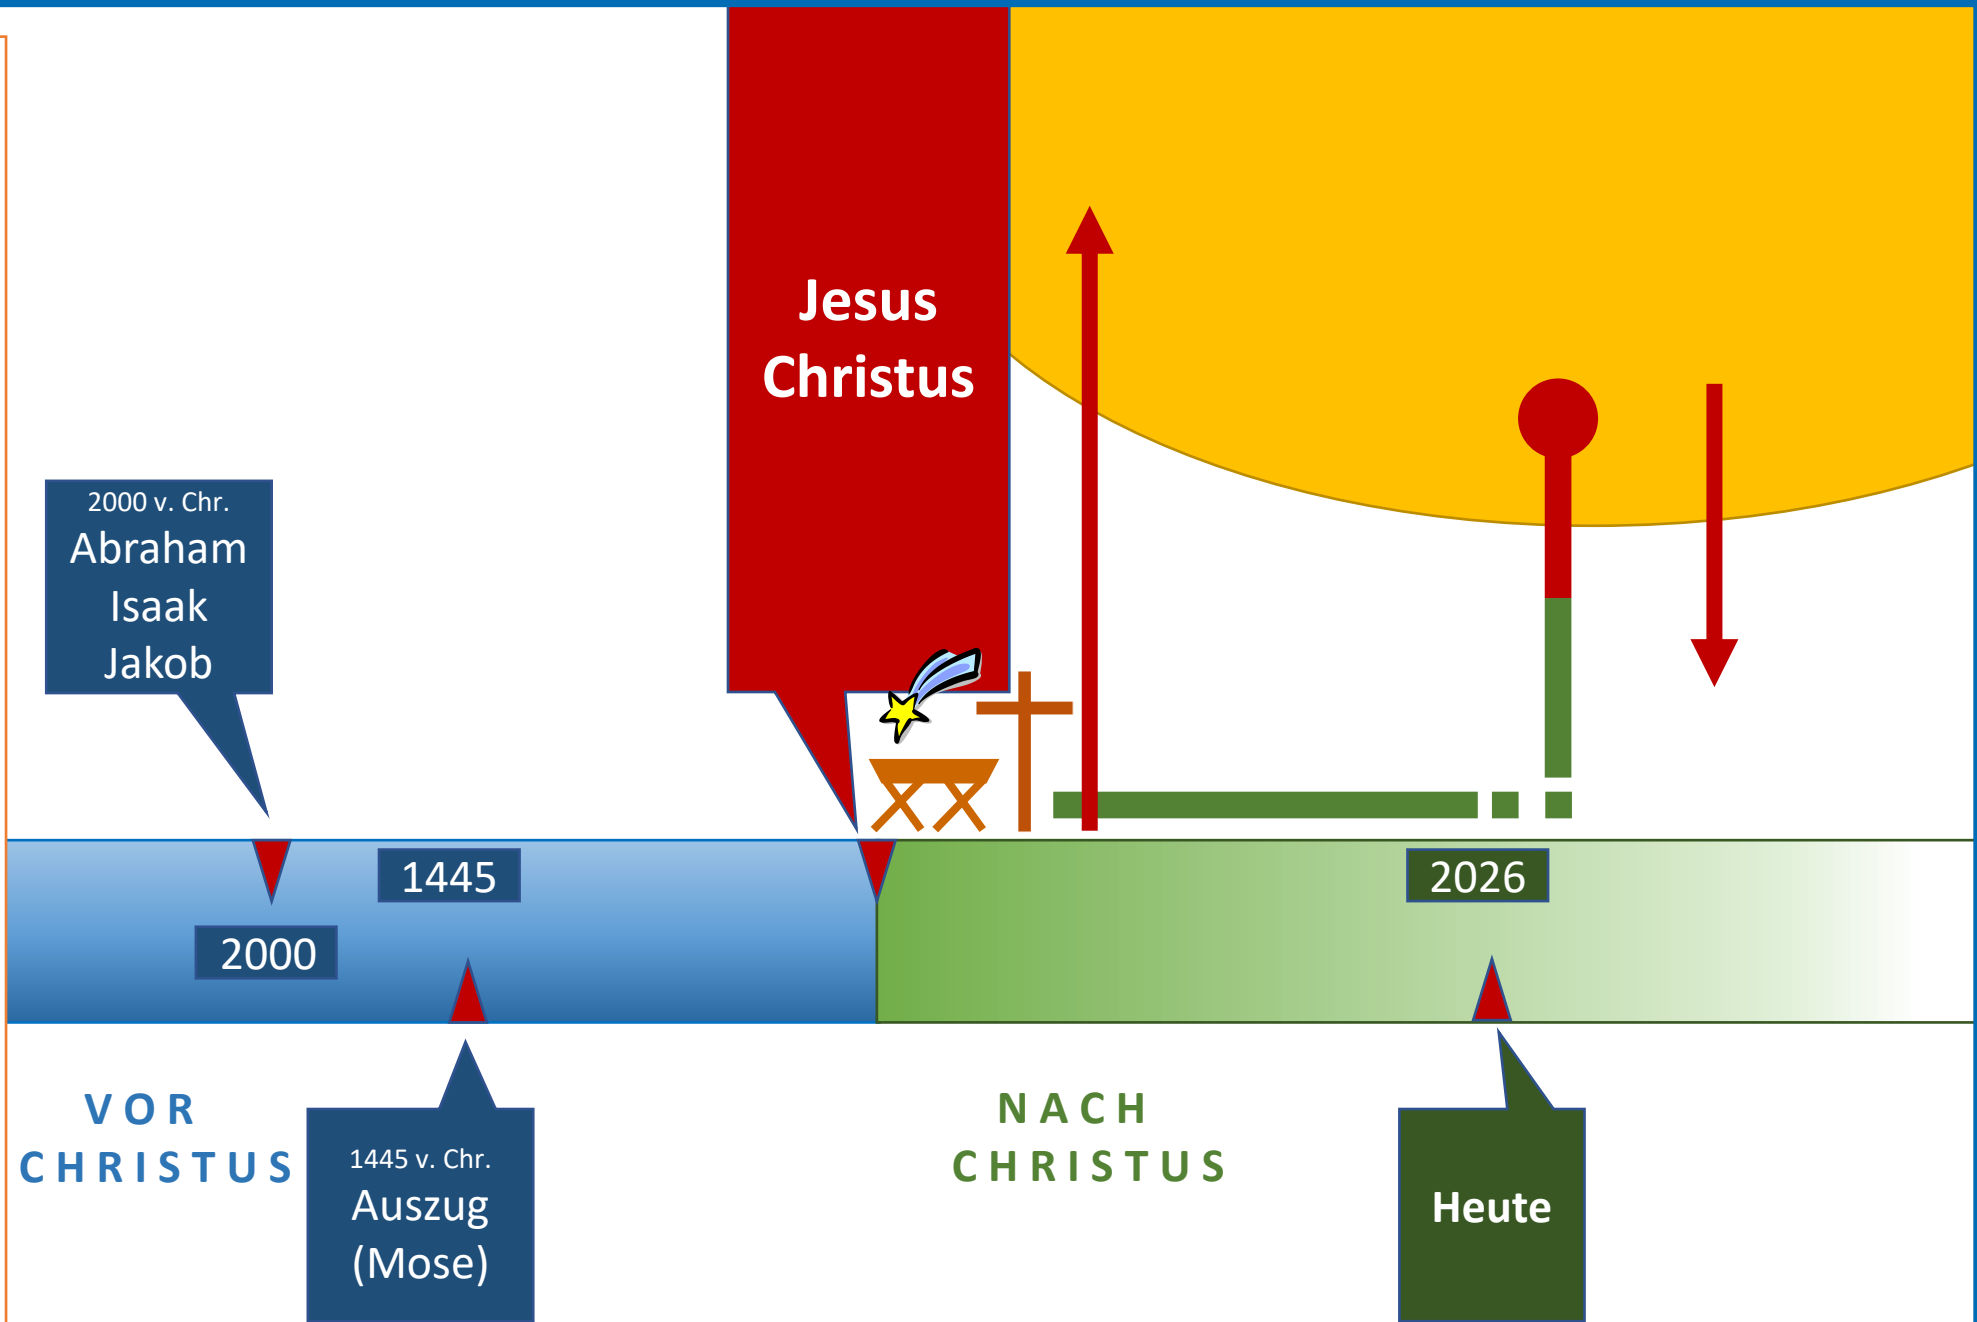 Jesus
Christus
2000 v. Chr.
Abraham
Isaak
Jakob
1445
2026
2000
VOR
CHRISTUS
1445 v. Chr.
Auszug
(Mose)
NACH
CHRISTUS
Heute